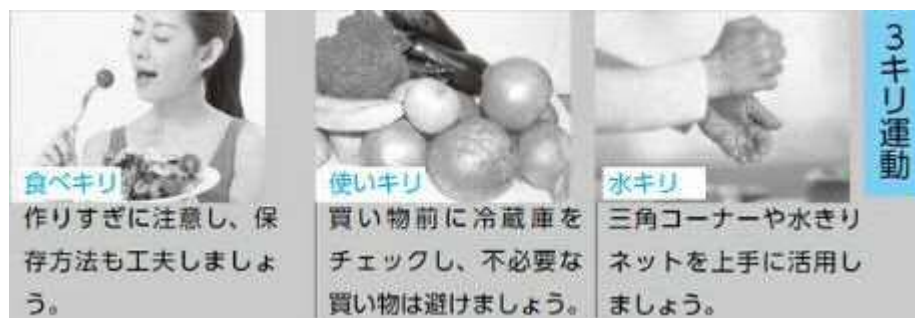 3キリ運動
食べキリ
作りすぎに注意し、保
存方法も工夫しましょ
う。
使いキリ
買い物前に冷蔵庫を
チェックし、不必要な
買い物は避けましょう。
水キリ
三角コーナーや水きり
ネットを上手に活用し
ましょう。